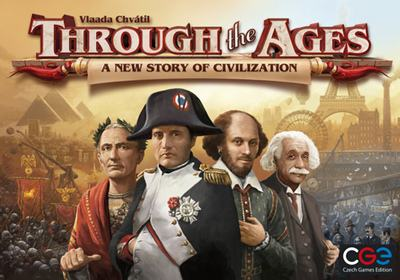 Vlaada Chvátil
THROUGH the AGES
A NEW STORY OF CIVILIZATION
CGE
Czech Games Edition